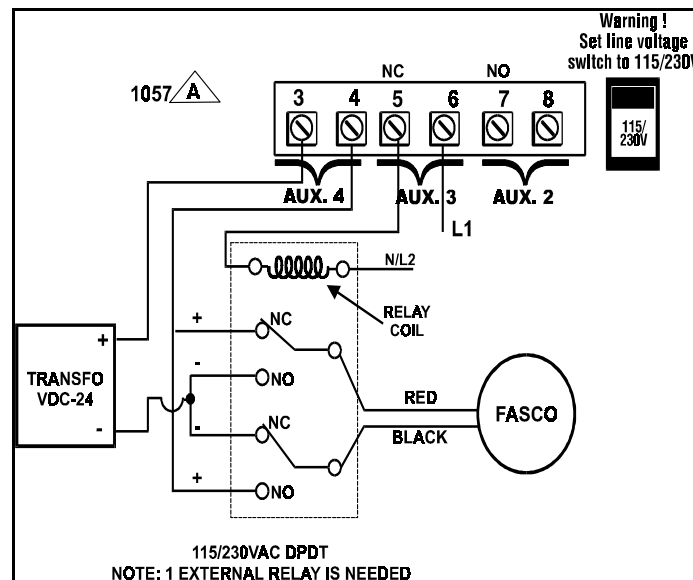 Warning !
Set line voltage
switch to 115/230V
NC NO
1057 A
3 4 5 6 7 8
115/
230V
AUX. 4 AUX. 3 AUX. 2
L1
N/L2
RELAY
COIL
+ NC
+
TRANSFO
VDC-24
-
- NO
RED
FASCO
NC
-
BLACK
+ NO
115/230VAC DPDT
NOTE: 1 EXTERNAL RELAY IS NEEDED